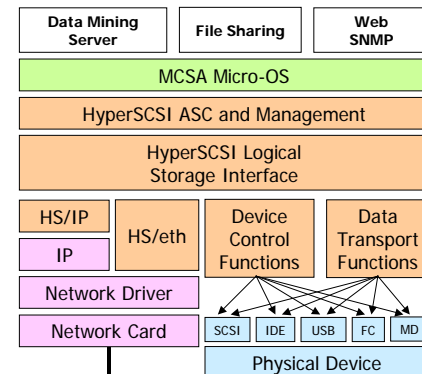 Data Mining
Server
File Sharing
Web
SNMP
MCSA Micro-OS
HyperSCSI ASC and Management
HyperSCSI Logical
Storage Interface
HS/IP
HS/eth
IP
Device
Control
Functions
Data
Transport
Functions
Network Driver
Network Card
SCSI
IDE
USB
FC
MD
Physical Device